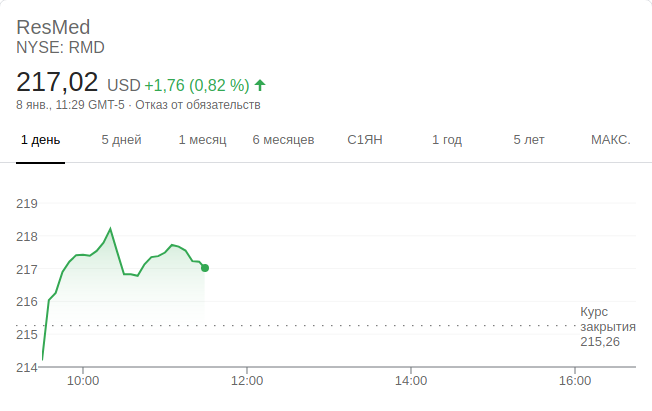 ResMed
NYSE: RMD
217,02 USD +1,76 (0,82 %)
8 янв., 11:29 GMT-5 · Отказ от обязательств
1 день 5 дней 1 месяц 6 месяцев С1ЯН 1 год 5 лет МАКС.
219
218
217
216
215
214
Курс
закрытия
215,26
10:00 12:00 14:00 16:00